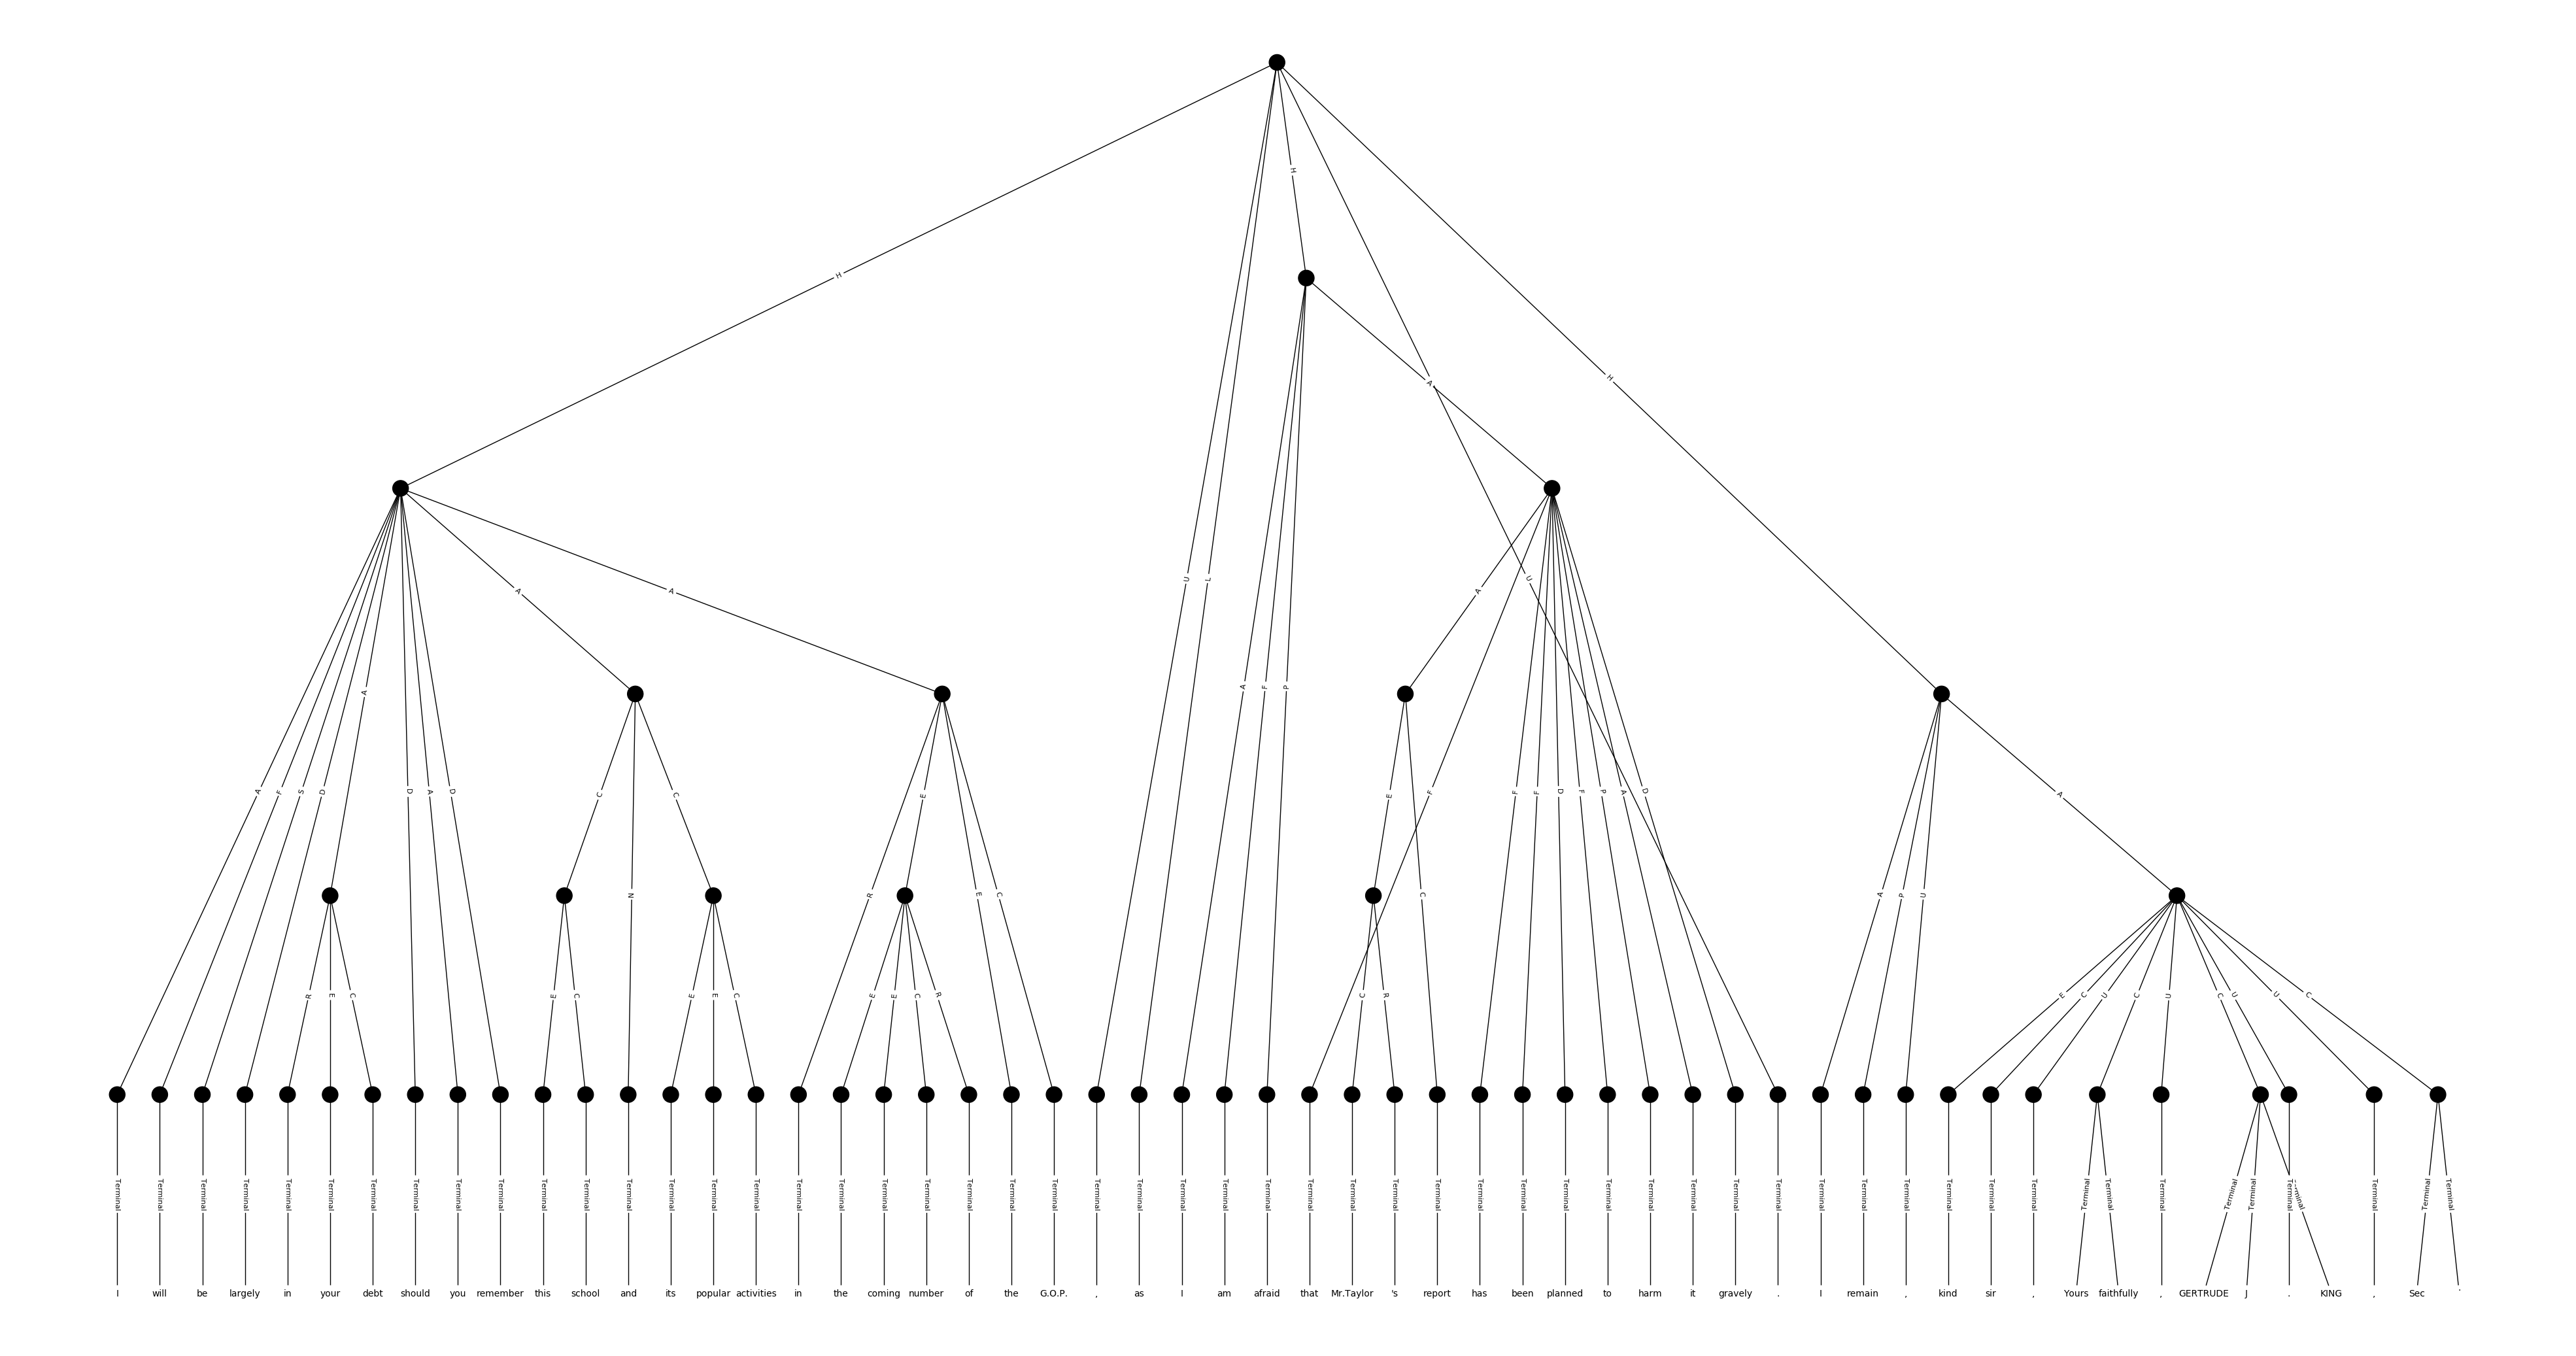 H
H
A
H
A
A
U
L
U
A
A
A
F
P
A
F
S
D
D
A
D
C
C
E
E
F
F
F
D
F
P
A
D
A
R
N
E
C
C
A
P
U
R
E
C
E
C
E
E
C
E
E
C
R
C
R
E
C
U
C
U
C
U
U
C
Terminal Terminal Terminal Terminal Terminal Terminal Terminal Terminal Terminal Terminal Terminal Terminal Terminal Terminal Terminal Terminal Terminal Terminal Terminal Terminal Terminal Terminal Terminal Terminal Terminal Terminal Terminal Terminal Terminal Terminal Terminal Terminal Terminal Terminal Terminal Terminal Terminal Terminal Terminal Terminal Terminal Terminal Terminal Terminal Terminal Terminal Terminal Terminal Terminal Terminal Terminal Terminal Terminal Terminal Terminal
I will be largely in your debt should you remember this school and its popular activities in the coming number of the G.O.P. , as I am afraid that Mr.Taylor 's report has been planned to harm it gravely . I remain , kind sir , Yours faithfully , GERTRUDE J . KING , Sec .